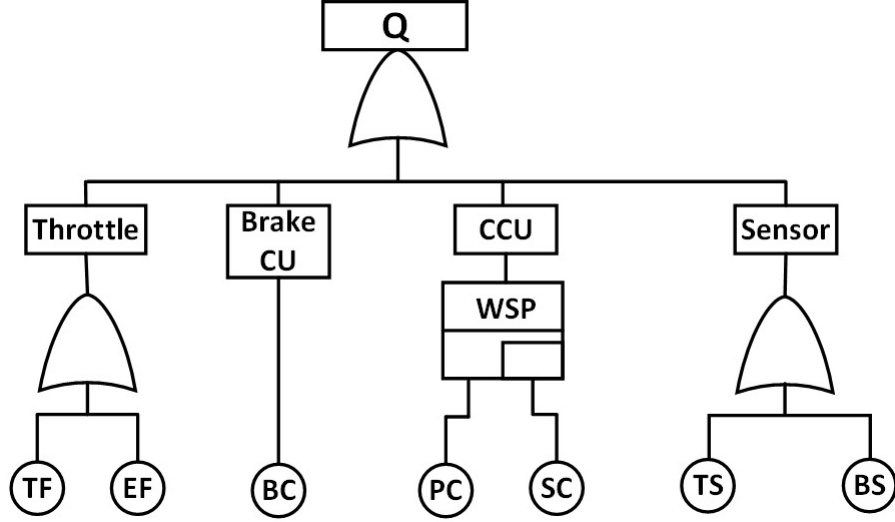 Q
Throttle
Brake
CU
CCU
Sensor
WSP
TF
EF
BC
PC
SC
TS
BS